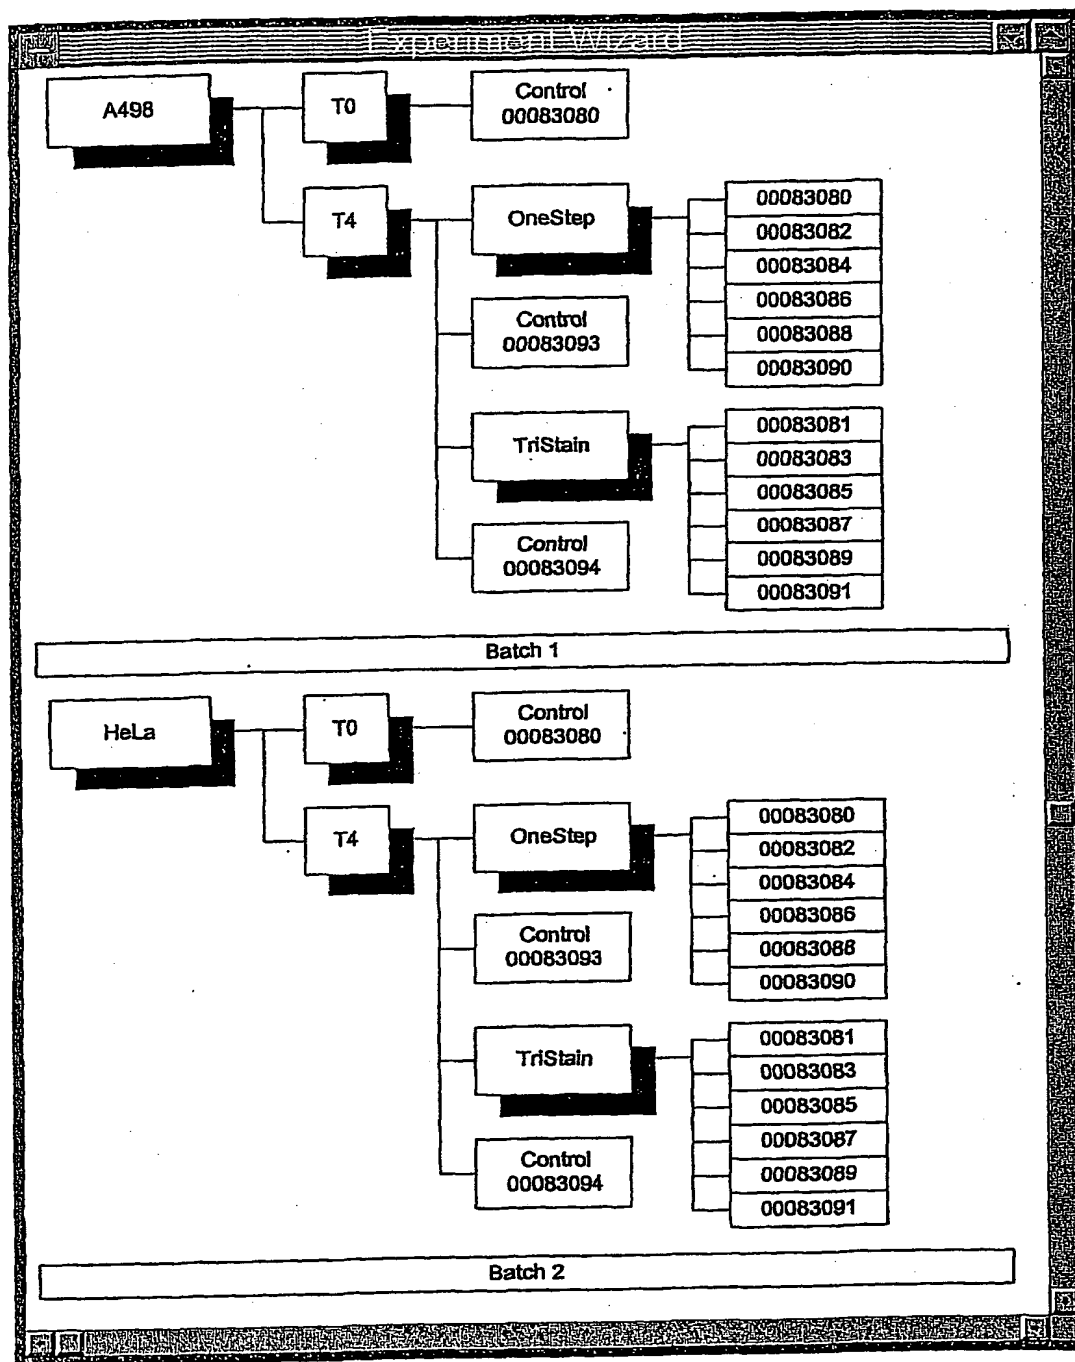 Experiment Wizard
A498
T0
Control
00083080
T4
OneStep
00083080
00083082
00083084
00083086
00083088
00083090
Control
00083093
TriStain
00083081
00083083
00083085
00083087
00083089
00083091
Control
00083094
Batch 1
HeLa
T0
Control
00083080
T4
OneStep
00083080
00083082
00083084
00083086
00083088
00083090
Control
00083093
TriStain
00083081
00083083
00083085
00083087
00083089
00083091
Control
00083094
Batch 2